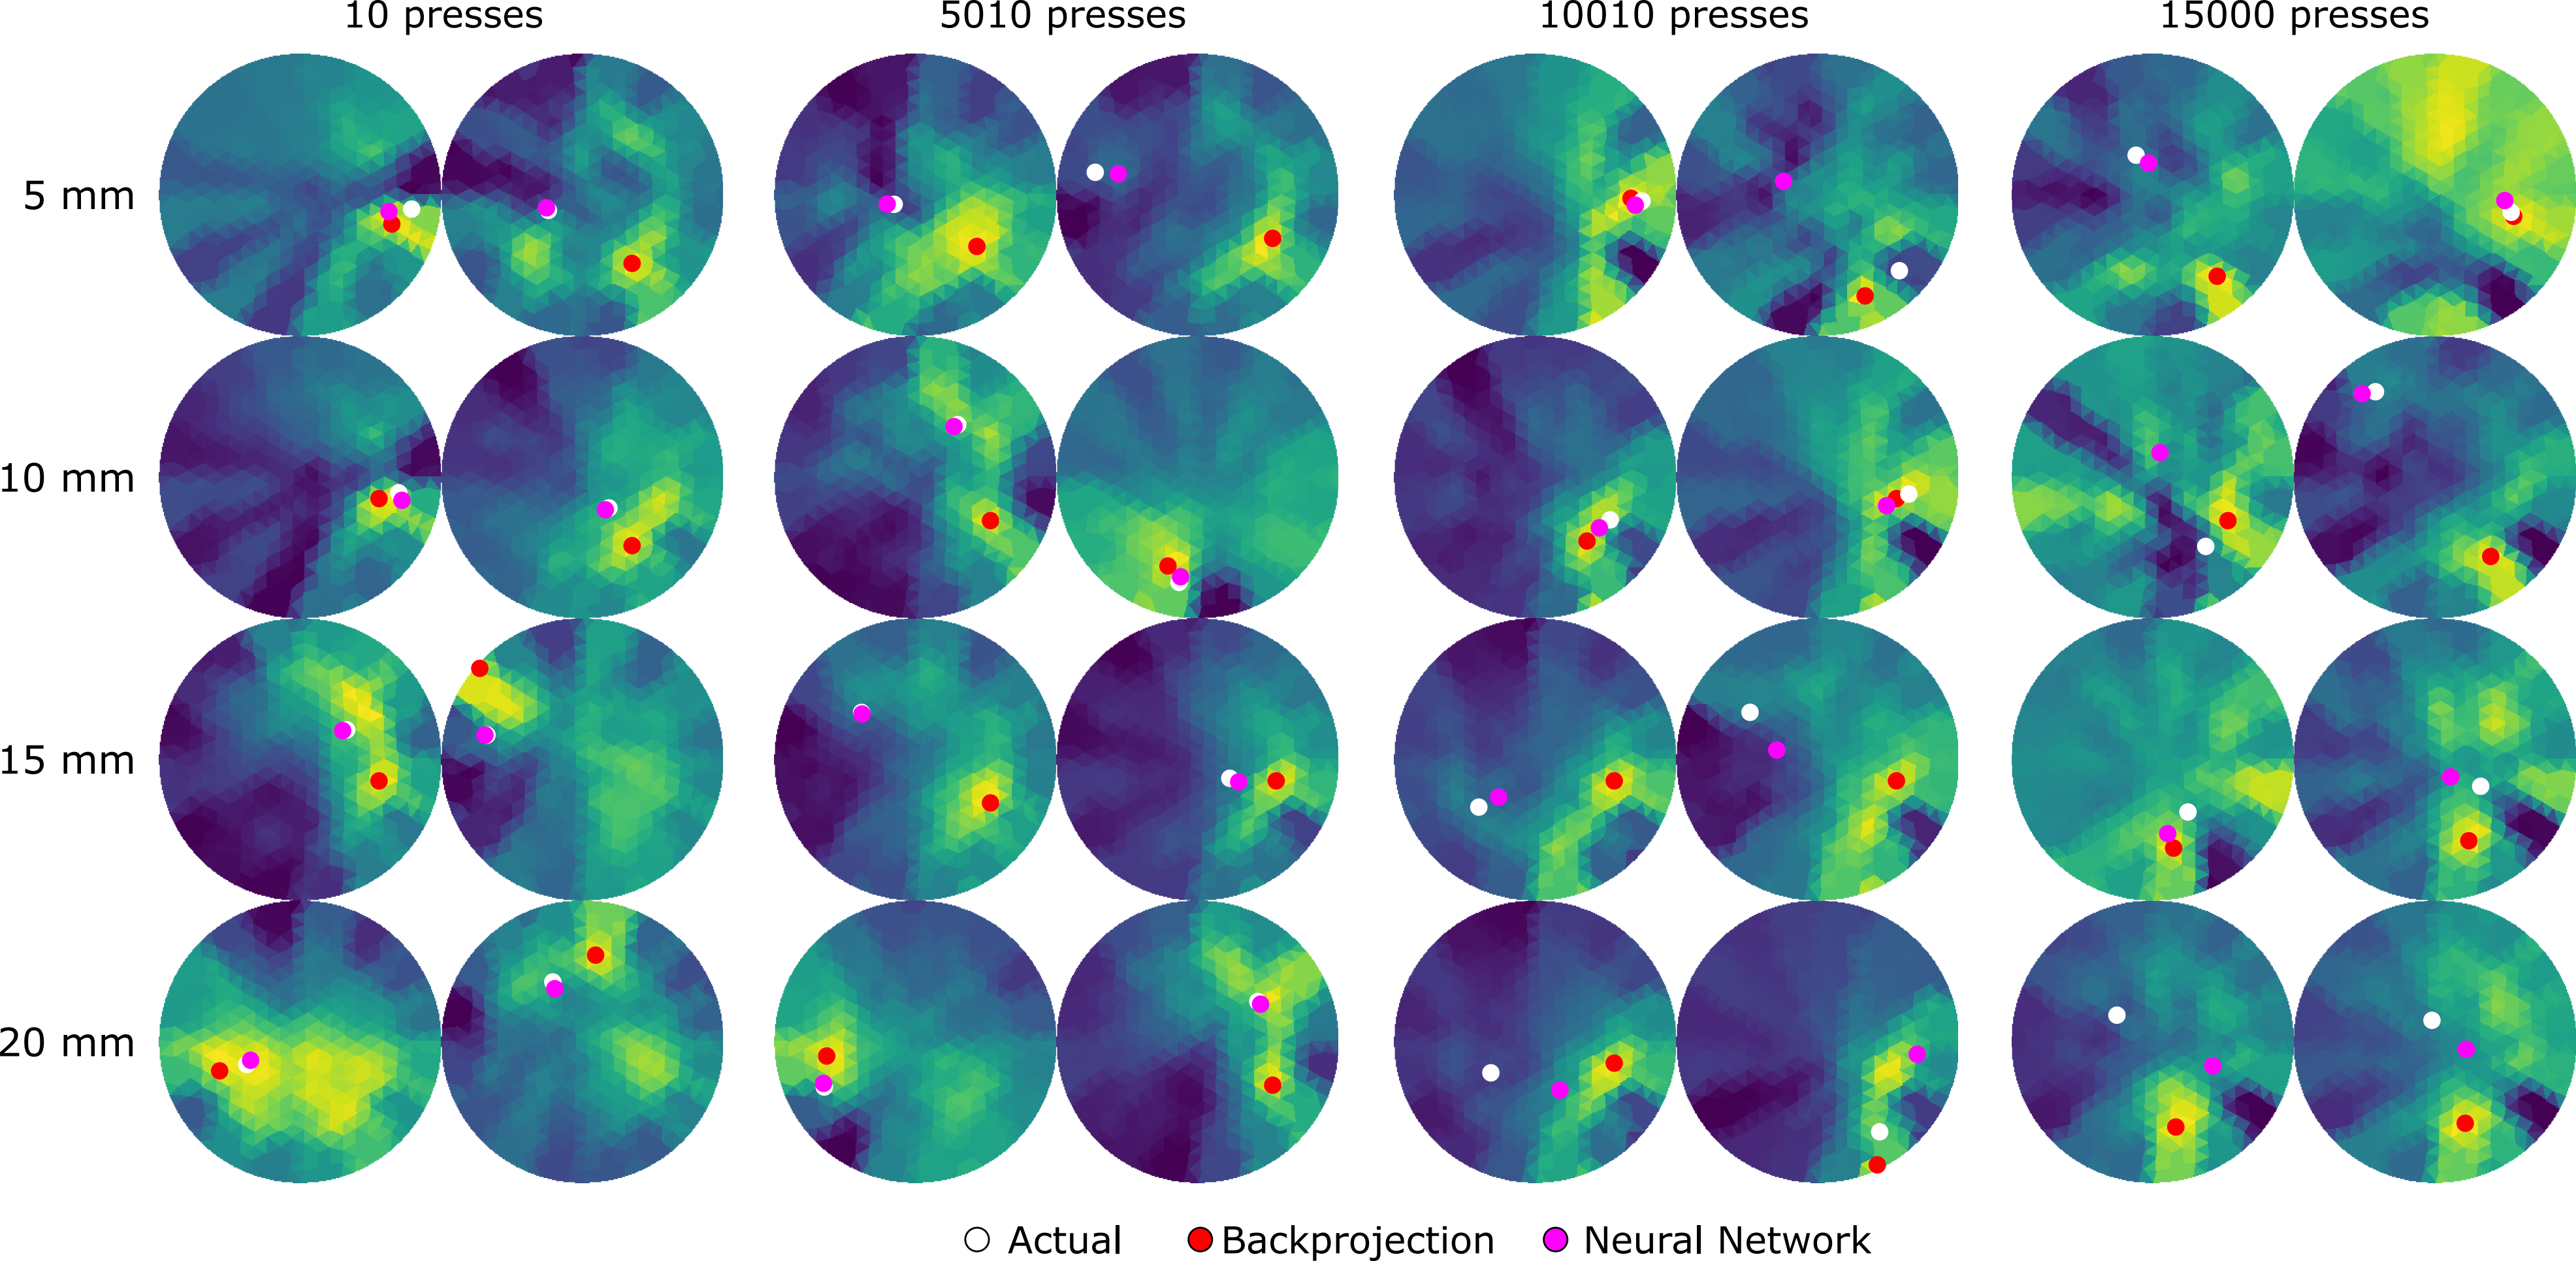 10 presses 5010 presses 10010 presses 15000 presses
5 mm
10 mm
15 mm
20 mm
Actual Backprojection Neural Network